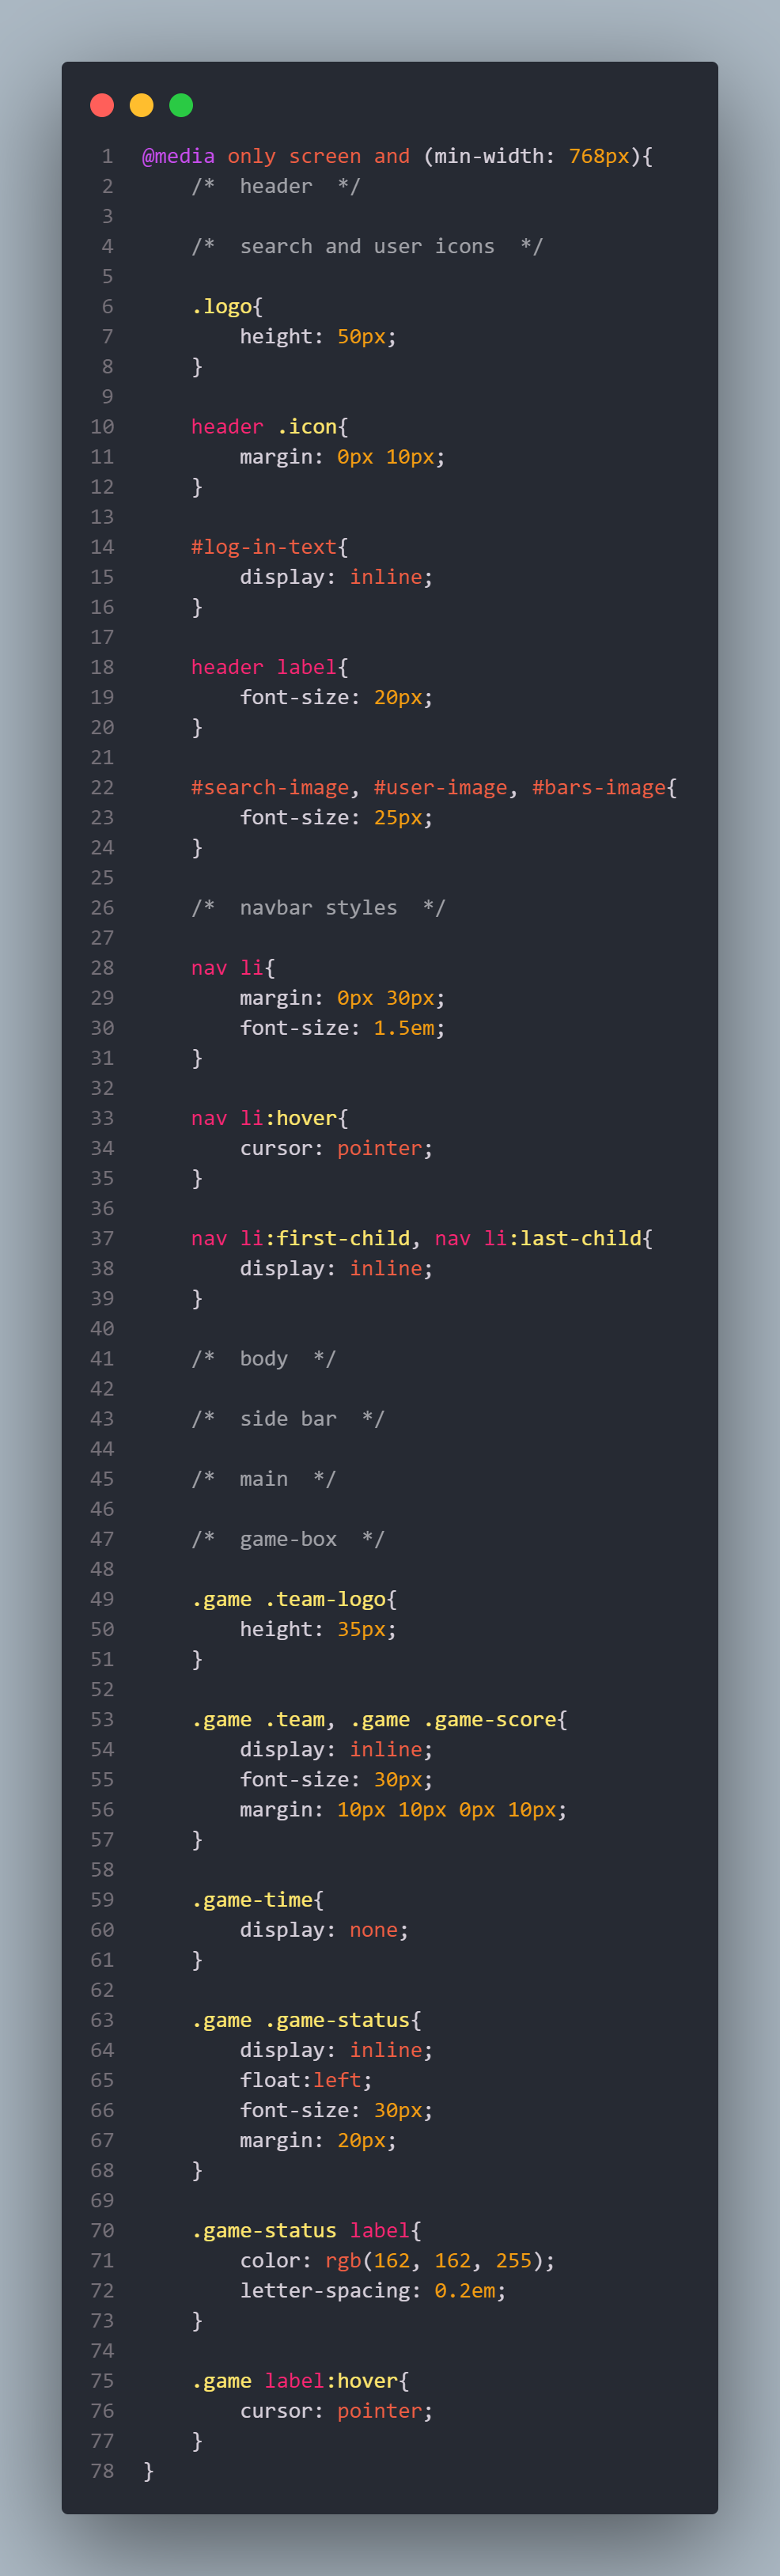 1 @media only screen and (min-width: 768px){
2     /*  header  */
3
4     /*  search and user icons  */
5
6     .logo{
7         height: 50px;
8     }
9
10     header .icon{
11         margin: 0px 10px;
12     }
13
14     #log-in-text{
15         display: inline;
16     }
17
18     header label{
19         font-size: 20px;
20     }
21
22     #search-image, #user-image, #bars-image{
23         font-size: 25px;
24     }
25
26     /*  navbar styles  */
27
28     nav li{
29         margin: 0px 30px;
30         font-size: 1.5em;
31     }
32
33     nav li:hover{
34         cursor: pointer;
35     }
36
37     nav li:first-child, nav li:last-child{
38         display: inline;
39     }
40
41     /*  body  */
42
43     /*  side bar  */
44
45     /*  main  */
46
47     /*  game-box  */
48
49     .game .team-logo{
50         height: 35px;
51     }
52
53     .game .team, .game .game-score{
54         display: inline;
55         font-size: 30px;
56         margin: 10px 10px 0px 10px;
57     }
58
59     .game-time{
60         display: none;
61     }
62
63     .game .game-status{
64         display: inline;
65         float:left;
66         font-size: 30px;
67         margin: 20px;
68     }
69
70     .game-status label{
71         color: rgb(162, 162, 255);
72         letter-spacing: 0.2em;
73     }
74
75     .game label:hover{
76         cursor: pointer;
77     }
78 }